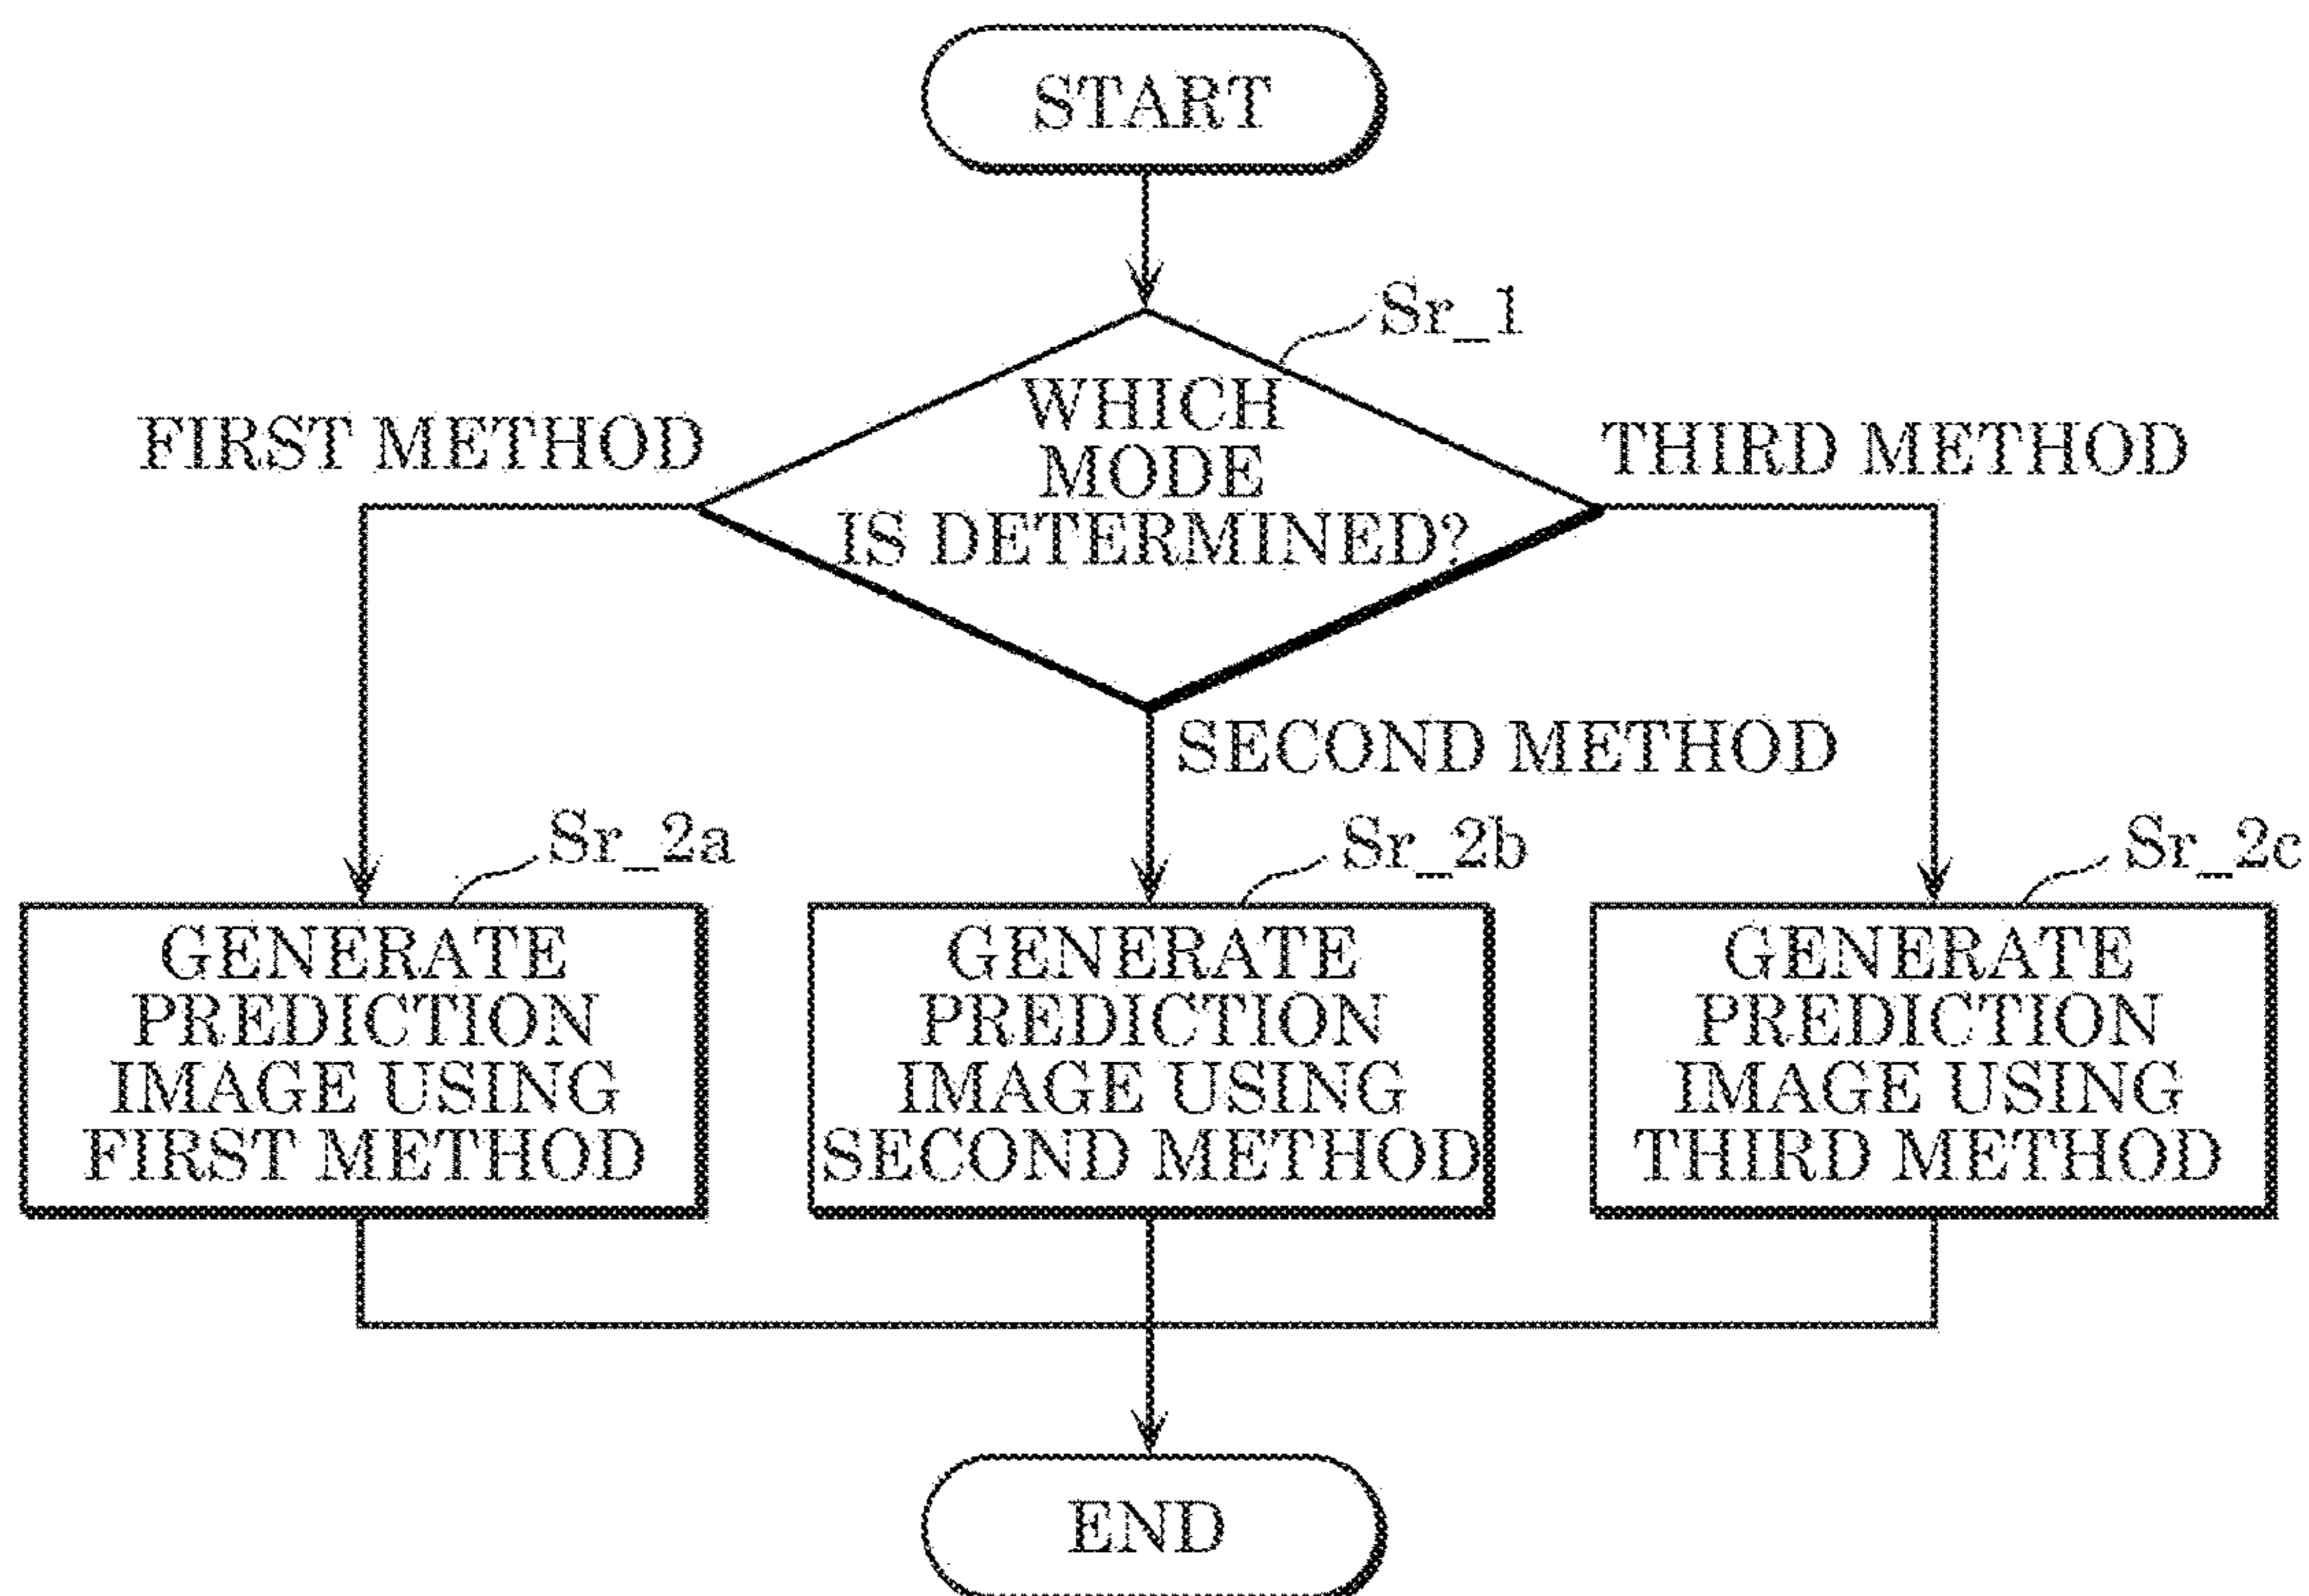 START
Sr_1
WHICH
MODE
IS DETERMINED?
FIRST METHOD
THIRD METHOD
SECOND METHOD
Sr_2a
GENERATE
PREDICTION
IMAGE USING
FIRST METHOD
Sr_2b
GENERATE
PREDICTION
IMAGE USING
SECOND METHOD
Sr_2c
GENERATE
PREDICTION
IMAGE USING
THIRD METHOD
END